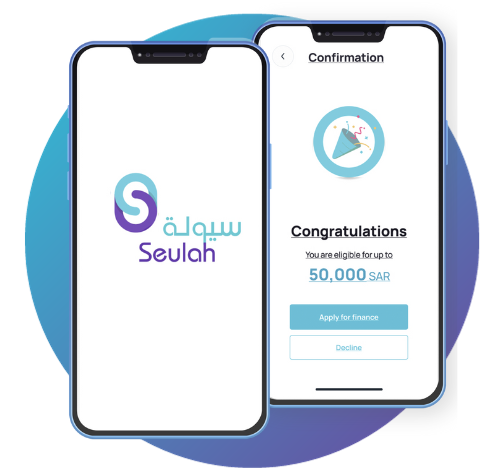 سيولة
Seulah
Confirmation
Congratulations
You are eligible for up to
50,000 SAR
Apply for finance
Decline